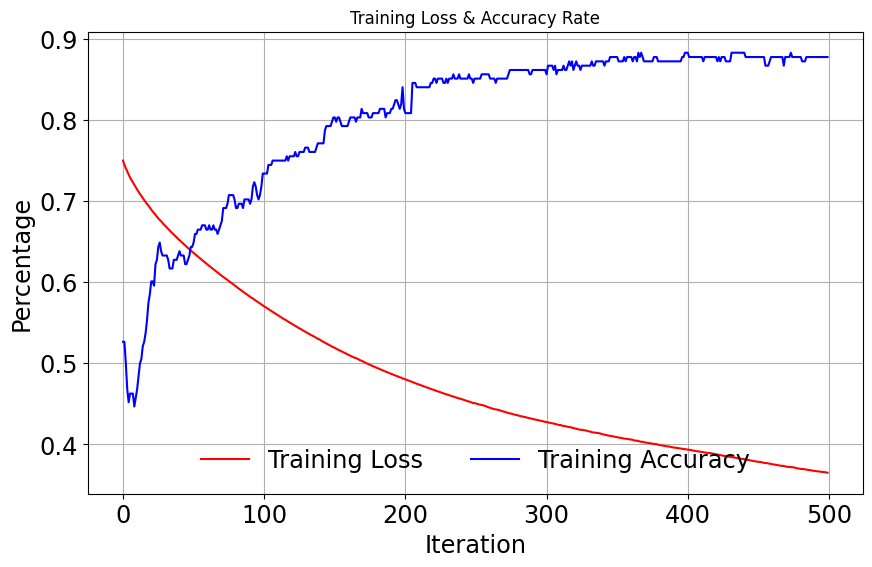 Training Loss & Accuracy Rate
0.9
0.8
0.7
0.6
0.5
0.4
Percentage
Training Loss
Training Accuracy
0 100 200 300 400 500
Iteration